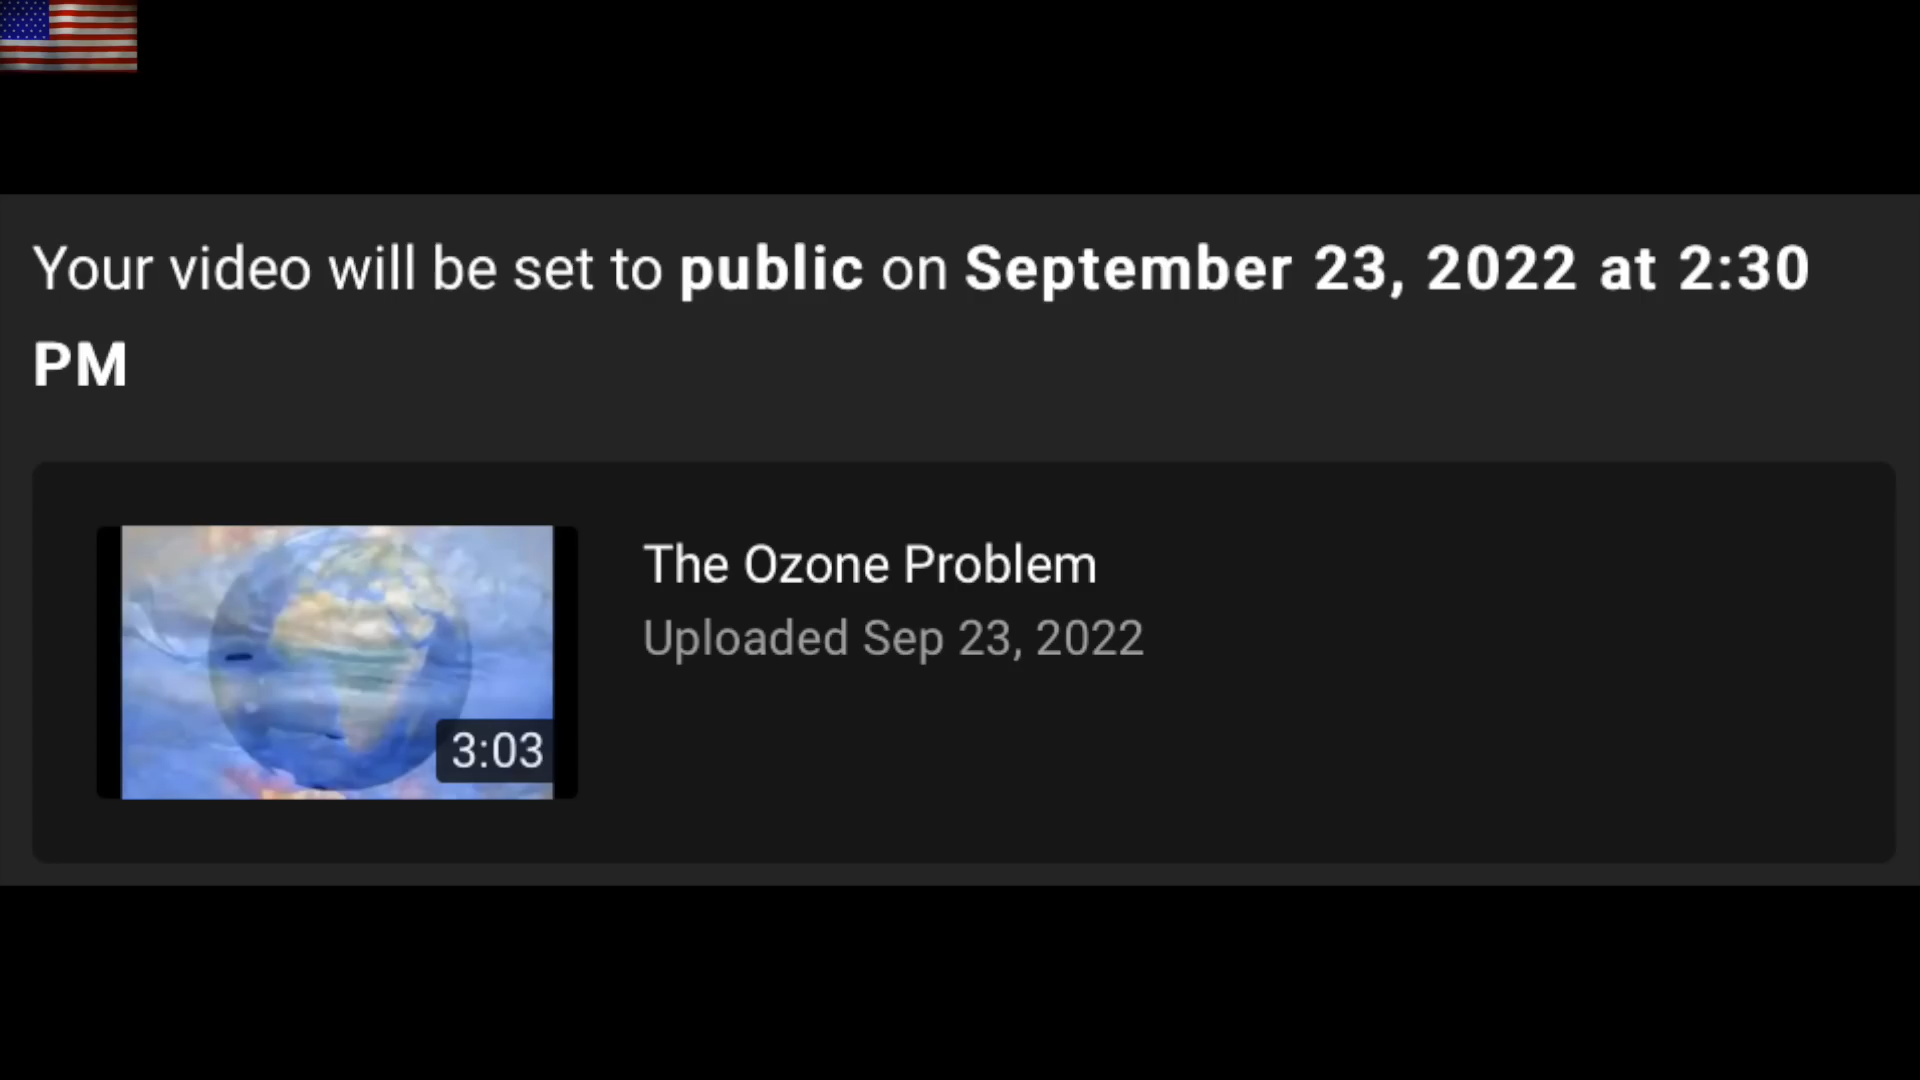 Your video will be set to public on September 23, 2022 at 2:30
PM
The Ozone Problem
Uploaded Sep 23, 2022
3:03